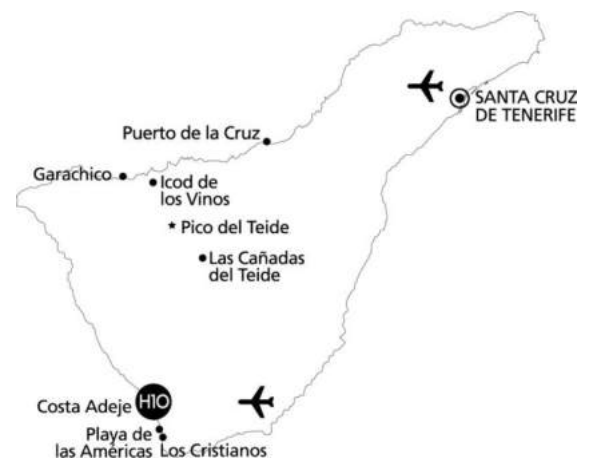 SANTA CRUZ
DE TENERIFE
Puerto de la Cruz
Garachico
Icod de
los Vinos
Pico del Teide
Las Cañadas
del Teide
Costa Adeje
H10
Playa de
las Américas
Los Cristianos